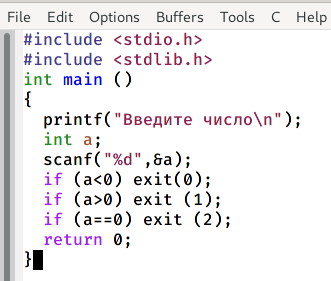 File Edit Options Buffers Tools C Help
#include <stdio.h>
#include <stdlib.h>
int main ()
{
  printf("Введите число\n");
  int a;
  scanf("%d",&a);
  if (a<0) exit(0);
  if (a>0) exit (1);
  if (a==0) exit (2);
  return 0;
}